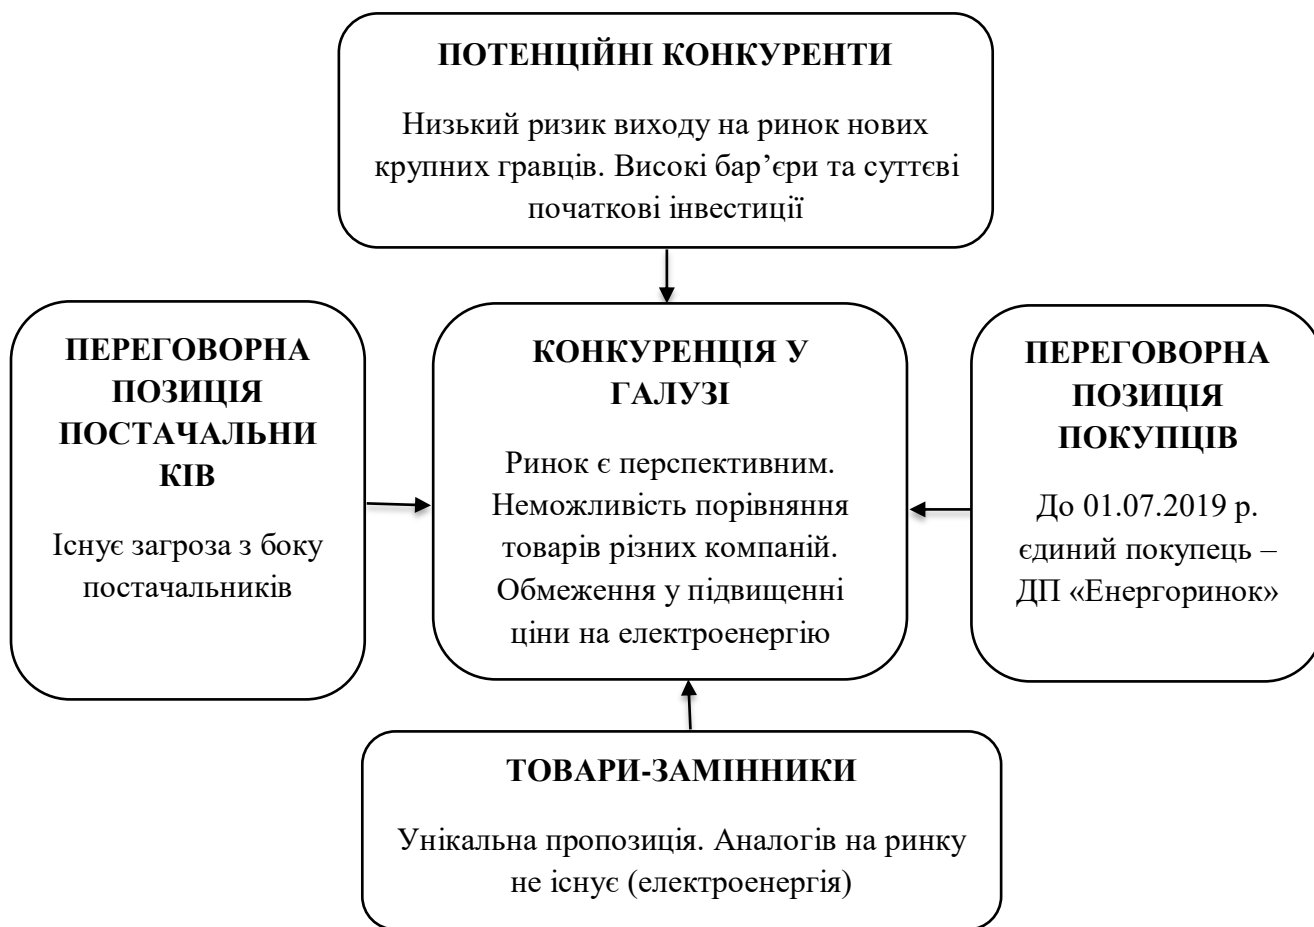 ПОТЕНЦІЙНІ КОНКУРЕНТИ
Низький ризик виходу на ринок нових
крупних гравців. Високі бар’єри та суттєві
початкові інвестиції
ПЕРЕГОВОРНА
ПОЗИЦІЯ
ПОСТАЧАЛЬНИ
КІВ
Існує загроза з боку
постачальників
КОНКУРЕНЦІЯ У
ГАЛУЗІ
Ринок є перспективним.
Неможливість порівняння
товарів різних компаній.
Обмеження у підвищенні
ціни на електроенергію
ПЕРЕГОВОРНА
ПОЗИЦІЯ
ПОКУПЦІВ
До 01.07.2019 р.
єдиний покупець –
ДП «Енергоринок»
ТОВАРИ-ЗАМІННИКИ
Унікальна пропозиція. Аналогів на ринку
не існує (електроенергія)